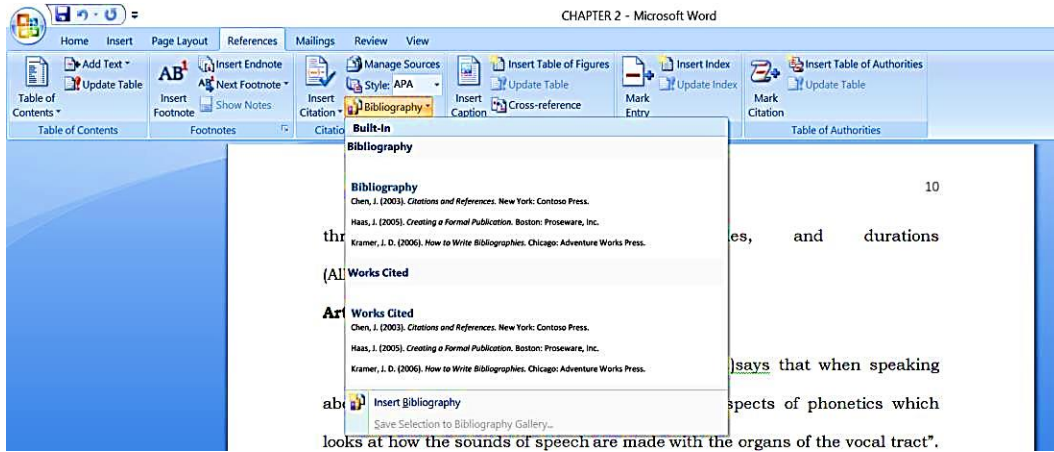 CHAPTER 2 - Microsoft Word
Home Insert Page Layout References Mailings Review View
Table of Contents
Add Text
Update Table
Table of Contents
AB1 Insert Footnote
Insert Endnote
AB1 Next Footnote
Show Notes
Footnotes
Insert Citation
Manage Sources
Style: APA
Bibliography
Citatio
Insert Caption
Insert Table of Figures
Update Table
Cross-reference
Mark Entry
Insert Index
Update Index
Mark Citation
Insert Table of Authorities
Update Table
Table of Authorities
Built-In
Bibliography
Bibliography
Chen, J. (2003). Citations and References. New York: Contoso Press.
Haas, J. (2005). Creating a Formal Publication. Boston: Proseware, Inc.
Kramer, J. D. (2006). How to Write Bibliographies. Chicago: Adventure Works Press.
Works Cited
Works Cited
Chen, J. (2003). Citations and References. New York: Contoso Press.
Haas, J. (2005). Creating a Formal Publication. Boston: Proseware, Inc.
Kramer, J. D. (2006). How to Write Bibliographies. Chicago: Adventure Works Press.
Insert Bibliography
Save Selection to Bibliography Gallery...
10
thr es, and durations
(Al
Art
)says that when speaking
abo spects of phonetics which
looks at how the sounds of speech are made with the organs of the vocal tract”.